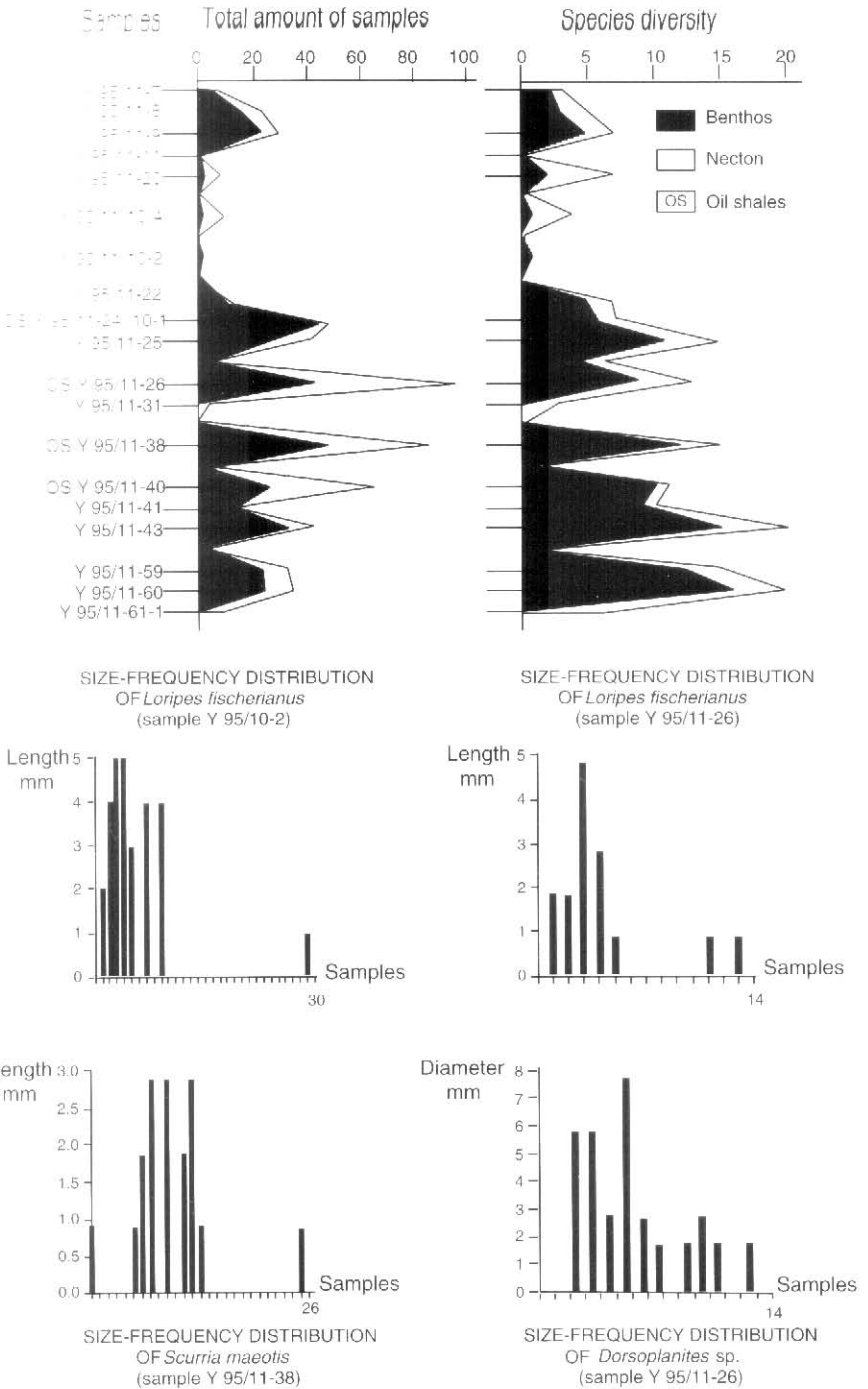 Samples Total amount of samples Species diversity
0 20 40 60 80 100 0 5 10 15 20
Benthos
Necton
OS Oil shales
95/11-22
95/11-25
OS Y 95/11-26
Y 95/11-31
OS Y 95/11-38
OS Y 95/11-40
Y 95/11-41
Y 95/11-43
Y 95/11-59
Y 95/11-60
Y 95/11-61-1
SIZE-FREQUENCY DISTRIBUTION
OF Loripes fischerianus
(sample Y 95/10-2)
Length
mm
5
4
3
2
1
0
Samples
30
SIZE-FREQUENCY DISTRIBUTION
OF Loripes fischerianus
(sample Y 95/11-26)
Length
mm
5
4
3
2
1
0
Samples
14
ength
mm
3.0
2.5
2.0
1.5
1.0
0.5
0.0
Samples
26
SIZE-FREQUENCY DISTRIBUTION
OF Scurria maeotis
(sample Y 95/11-38)
Diameter
mm
8
7
6
5
4
3
2
1
0
Samples
14
SIZE-FREQUENCY DISTRIBUTION
OF Dorsoplanites sp.
(sample Y 95/11-26)